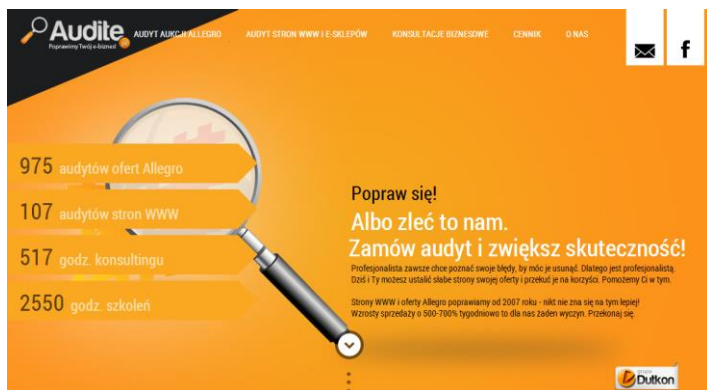 Audite
Poprawimy Twój e-biznes!
AUDYT AUKCJI ALLEGRO
AUDYT STRON WWW I E-SKLEPÓW
KONSULTACJE BIZNESOWE
CENNIK
O NAS
f
975 audytów ofert Allegro
107 audytów stron WWW
517 godz. konsultingu
2550 godz. szkoleń
Popraw się!
Albo zleć to nam.
Zamów audyt i zwiększ skuteczność!
Profesjonalista zawsze chce poznać swoje błędy, by móc je usunąć. Dlatego jest profesjonalistą.
Dziś i Ty możesz ustalić słabe strony swojej oferty i przekuć je na korzyści. Pomożemy Ci w tym.
Strony WWW i oferty Allegro poprawiamy od 2007 roku - nikt nie zna się na tym lepiej!
Wzrosty sprzedaży o 500-700% tygodniowo to dla nas żaden wyczyn. Przekonaj się.
grupa
Dutkon